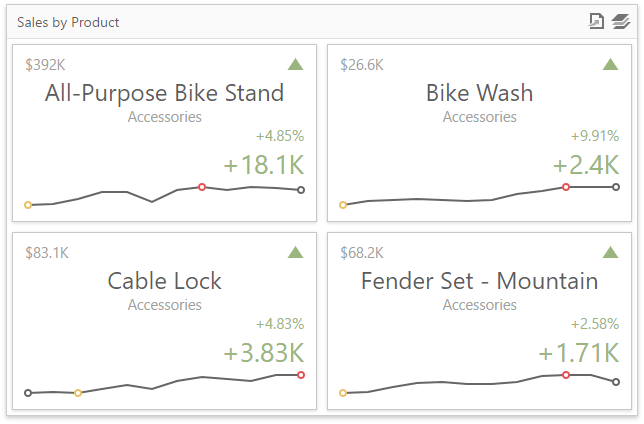 Sales by Product
$392K
All-Purpose Bike Stand
Accessories
+4.85%
+18.1K
$26.6K
Bike Wash
Accessories
+9.91%
+2.4K
$83.1K
Cable Lock
Accessories
+4.83%
+3.83K
$68.2K
Fender Set - Mountain
Accessories
+2.58%
+1.71K